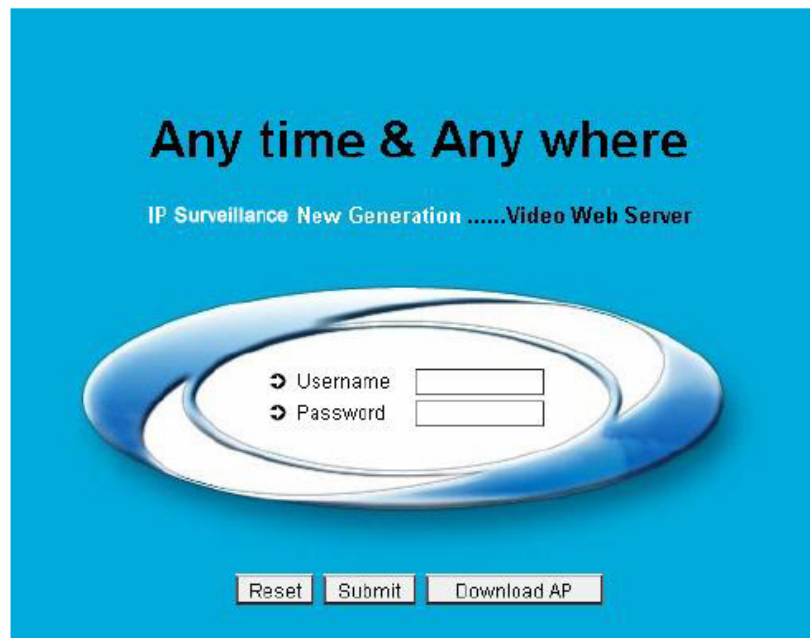 Any time & Any where
IP Surveillance New Generation ......Video Web Server
Username
Password
Reset Submit Download AP